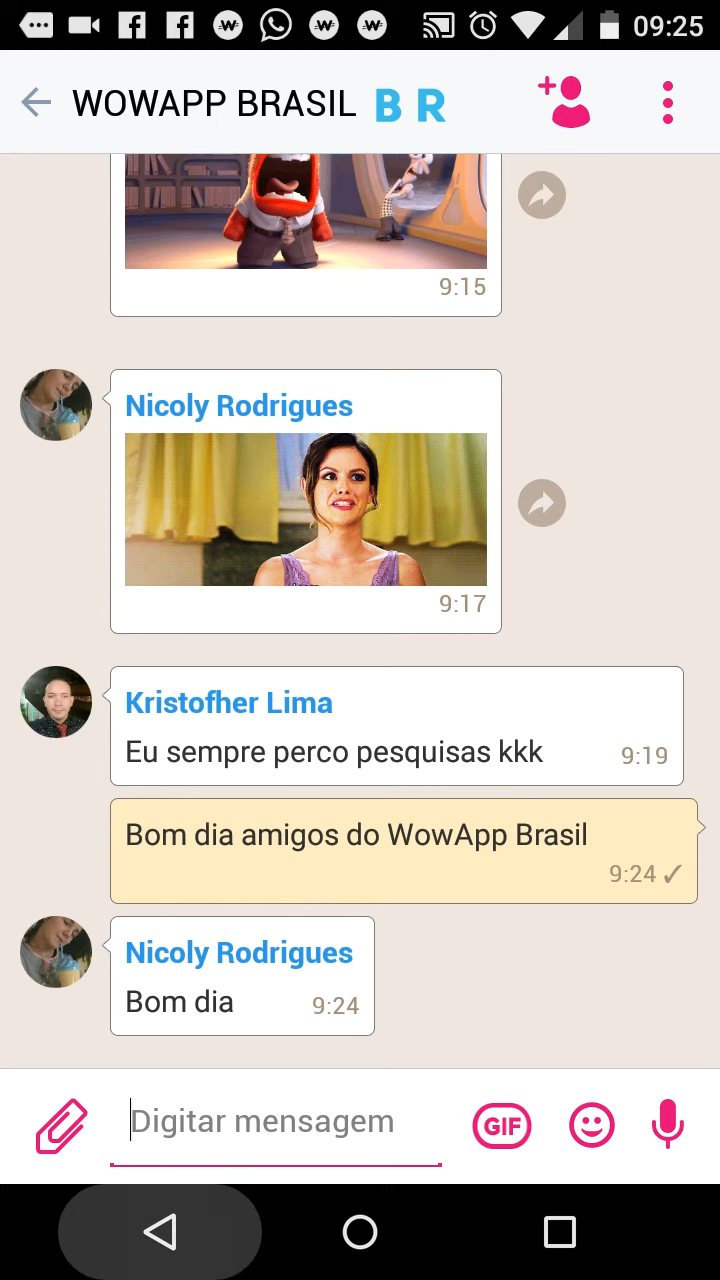 09:25
WOWAPP BRASIL B R
9:15
Nicoly Rodrigues
9:17
Kristofher Lima
Eu sempre perco pesquisas kkk 9:19
Bom dia amigos do WowApp Brasil
9:24 ✓
Nicoly Rodrigues
Bom dia 9:24
Digitar mensagem GIF